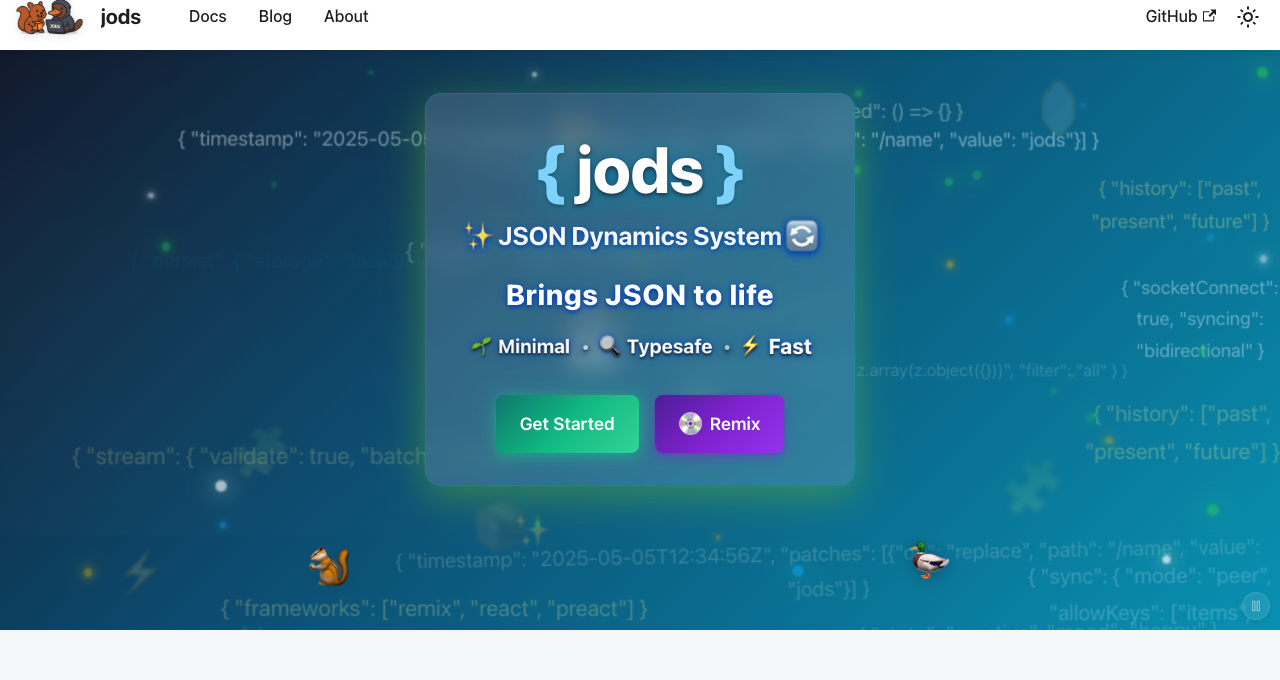 jods
Docs
Blog
About
GitHub
{ jods }
✨ JSON Dynamics System 🔄
Brings JSON to life
🌱 Minimal • 🔍 Typesafe • ⚡ Fast
Get Started
📀 Remix
{ "timestamp": "2025-05-05
ed": () => {} }
"/name", "value": "jods"}] }
{ "history": ["past",
"present", "future"] }
{ "socketConnect":
true, "syncing":
"bidirectional" }
z.array(z.object({}))", "filter": "all" } }
{ "history": ["past",
"present", "future"] }
{ "stream": { "validate": true, "batch
{ "timestamp": "2025-05-05T12:34:56Z", "patches": [{"op": "replace", "path": "/name", "value":
"jods"}] }
{ "sync": { "mode": "peer",
"allowKeys": ["items"
{ "frameworks": ["remix", "react", "preact"] }